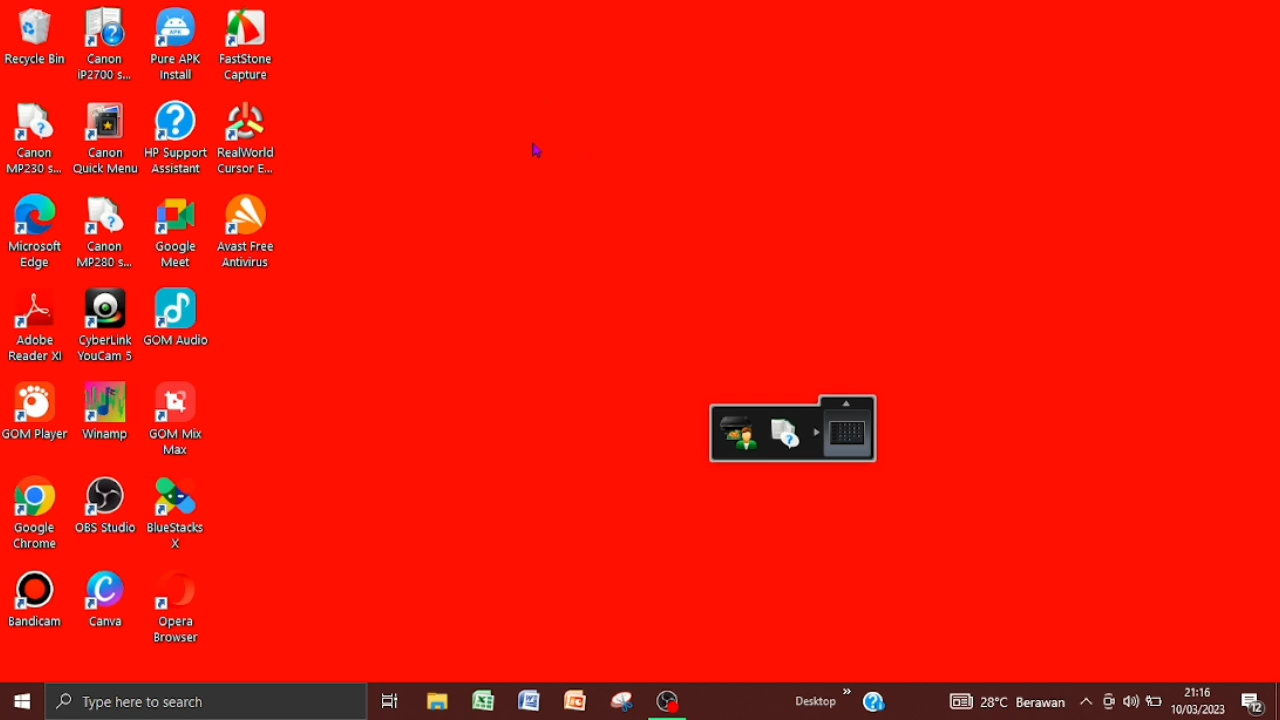 Recycle Bin
Canon
iP2700 s...
Pure APK
Install
FastStone
Capture
Canon
MP230 s...
Canon
Quick Menu
HP Support
Assistant
RealWorld
Cursor E...
Microsoft
Edge
Canon
MP280 s...
Google
Meet
Avast Free
Antivirus
Adobe
Reader XI
CyberLink
YouCam 5
GOM Audio
GOM Player
Winamp
GOM Mix
Max
Google
Chrome
OBS Studio
BlueStacks
X
Bandicam
Canva
Opera
Browser
Type here to search
Desktop
28°C Berawan
21:16
10/03/2023
12